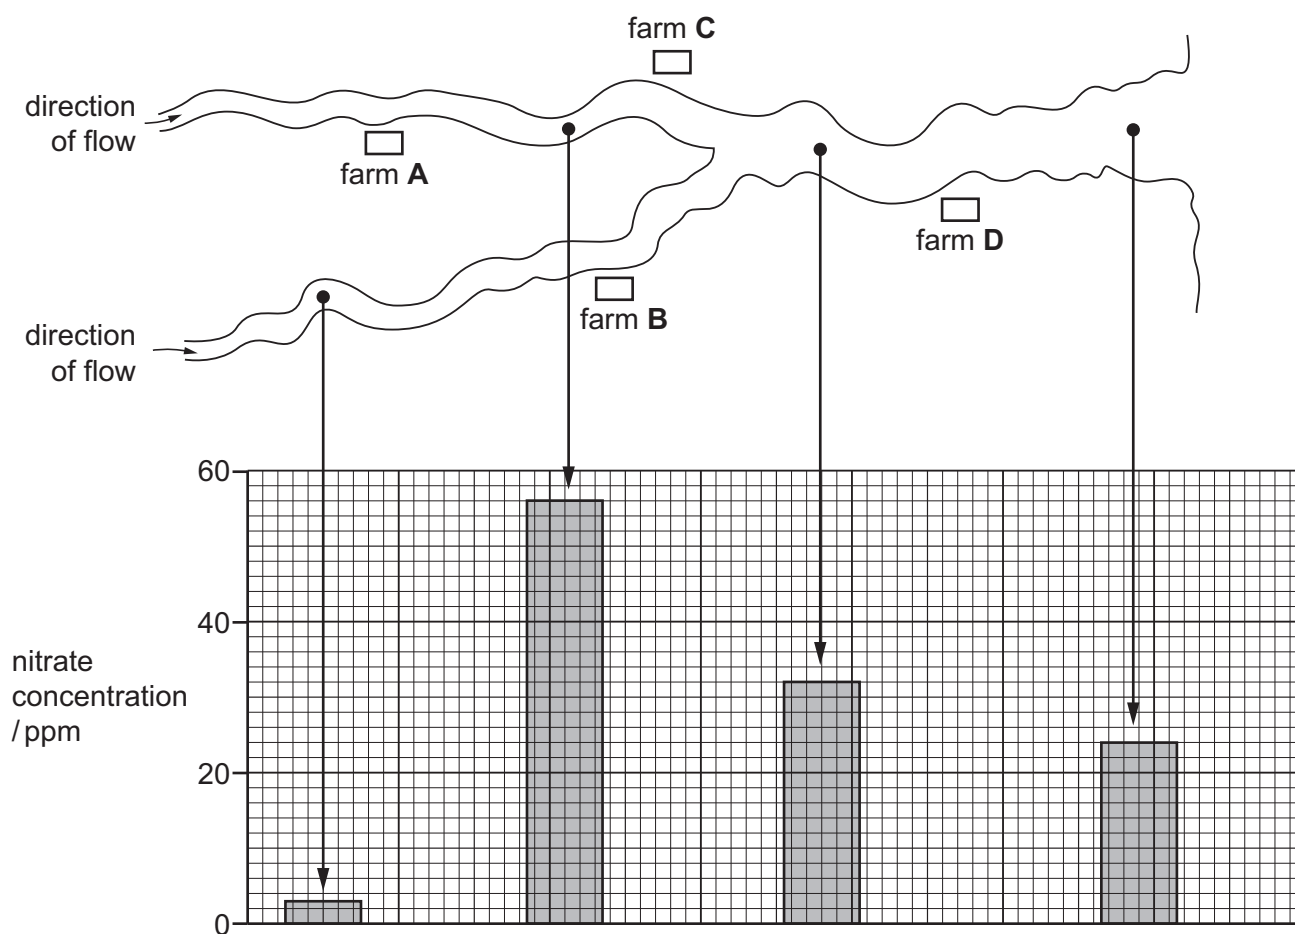 farm C
direction
of flow
farm A
farm D
farm B
direction
of flow
60
40
nitrate
concentration
/ ppm
20
0